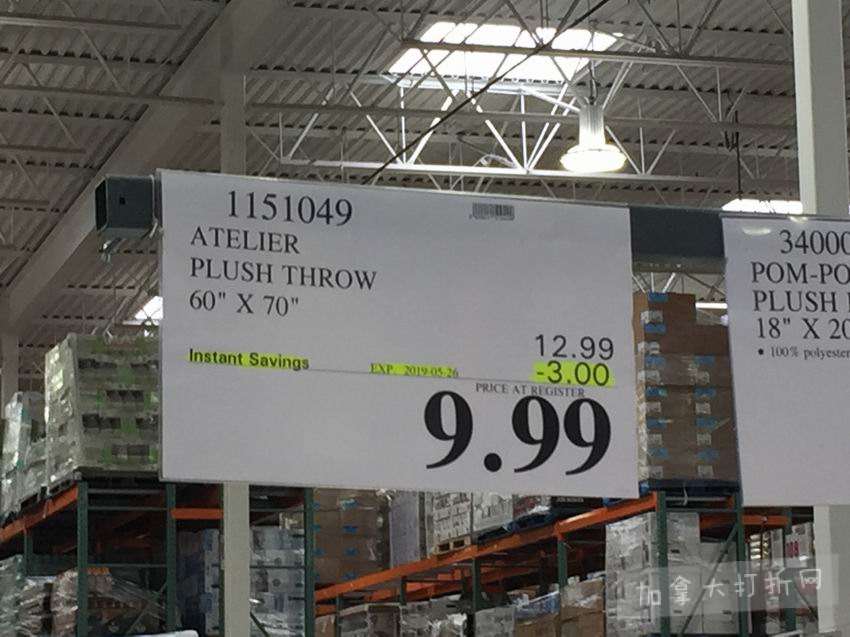 1151049
ATELIER
PLUSH THROW
60" X 70"
12.99
Instant Savings EXP. 2019-05-26 -3.00
PRICE AT REGISTER
9.99
34000
POM-PO
PLUSH
18" X 20
• 100% polyester
加拿大打折网